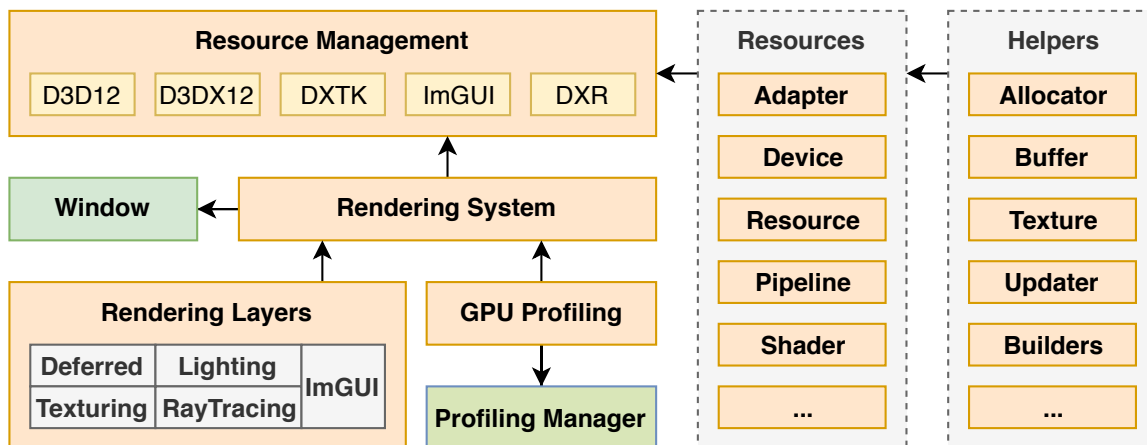 Resource Management
D3D12
D3DX12
DXTK
ImGUI
DXR
Window
Rendering System
Rendering Layers
Deferred
Lighting
ImGUI
Texturing
RayTracing
GPU Profiling
Profiling Manager
Resources
Adapter
Device
Resource
Pipeline
Shader
...
Helpers
Allocator
Buffer
Texture
Updater
Builders
...